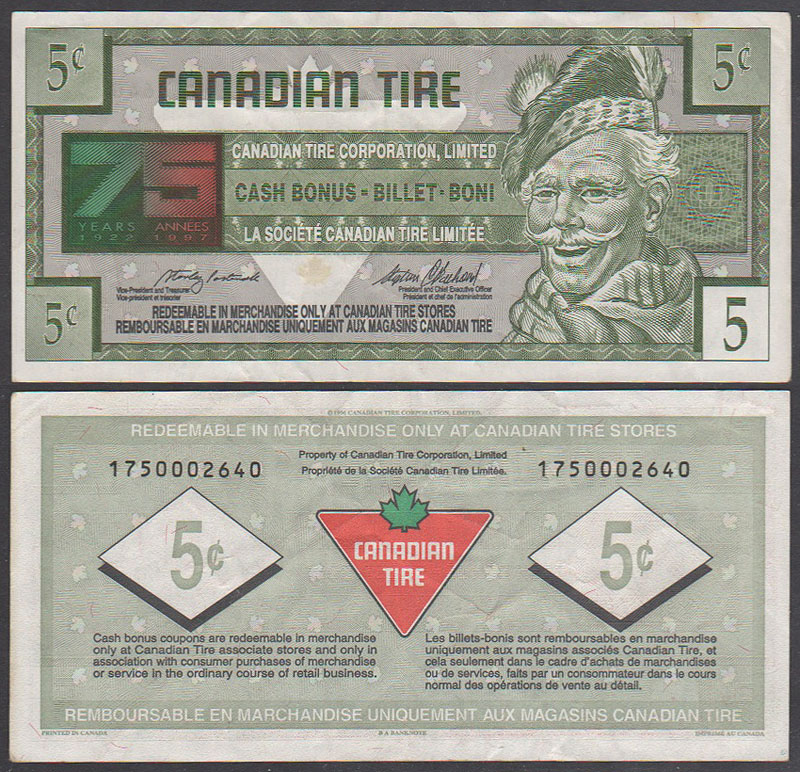 5¢
5¢
CANADIAN TIRE
75
YEARS ANNÉES
1922 1997
CANADIAN TIRE CORPORATION, LIMITED
CASH BONUS - BILLET - BONI
LA SOCIÉTÉ CANADIAN TIRE LIMITÉE
Vice-President and Treasurer
Vice-président et trésorier
President and Chief Executive Officer
Président et chef de l'administration
REDEEMABLE IN MERCHANDISE ONLY AT CANADIAN TIRE STORES
REMBOURSABLE EN MARCHANDISE UNIQUEMENT AUX MAGASINS CANADIAN TIRE
5¢
5
©1996 CANADIAN TIRE CORPORATION, LIMITED.
REDEEMABLE IN MERCHANDISE ONLY AT CANADIAN TIRE STORES
Property of Canadian Tire Corporation, Limited
Propriété de la Société Canadian Tire Limitée.
1750002640
1750002640
5¢
CANADIAN
TIRE
5¢
Cash bonus coupons are redeemable in merchandise
only at Canadian Tire associate stores and only in
association with consumer purchases of merchandise
or service in the ordinary course of retail business.
Les billets-bonis sont remboursables en marchandise
uniquement aux magasins associés Canadian Tire, et
cela seulement dans le cadre d'achats de marchandises
ou de services, faits par un consommateur dans le cours
normal des opérations de vente au détail.
REMBOURSABLE EN MARCHANDISE UNIQUEMENT AUX MAGASINS CANADIAN TIRE
PRINTED IN CANADA
B A BANKNOTE
IMPRIMÉ AU CANADA